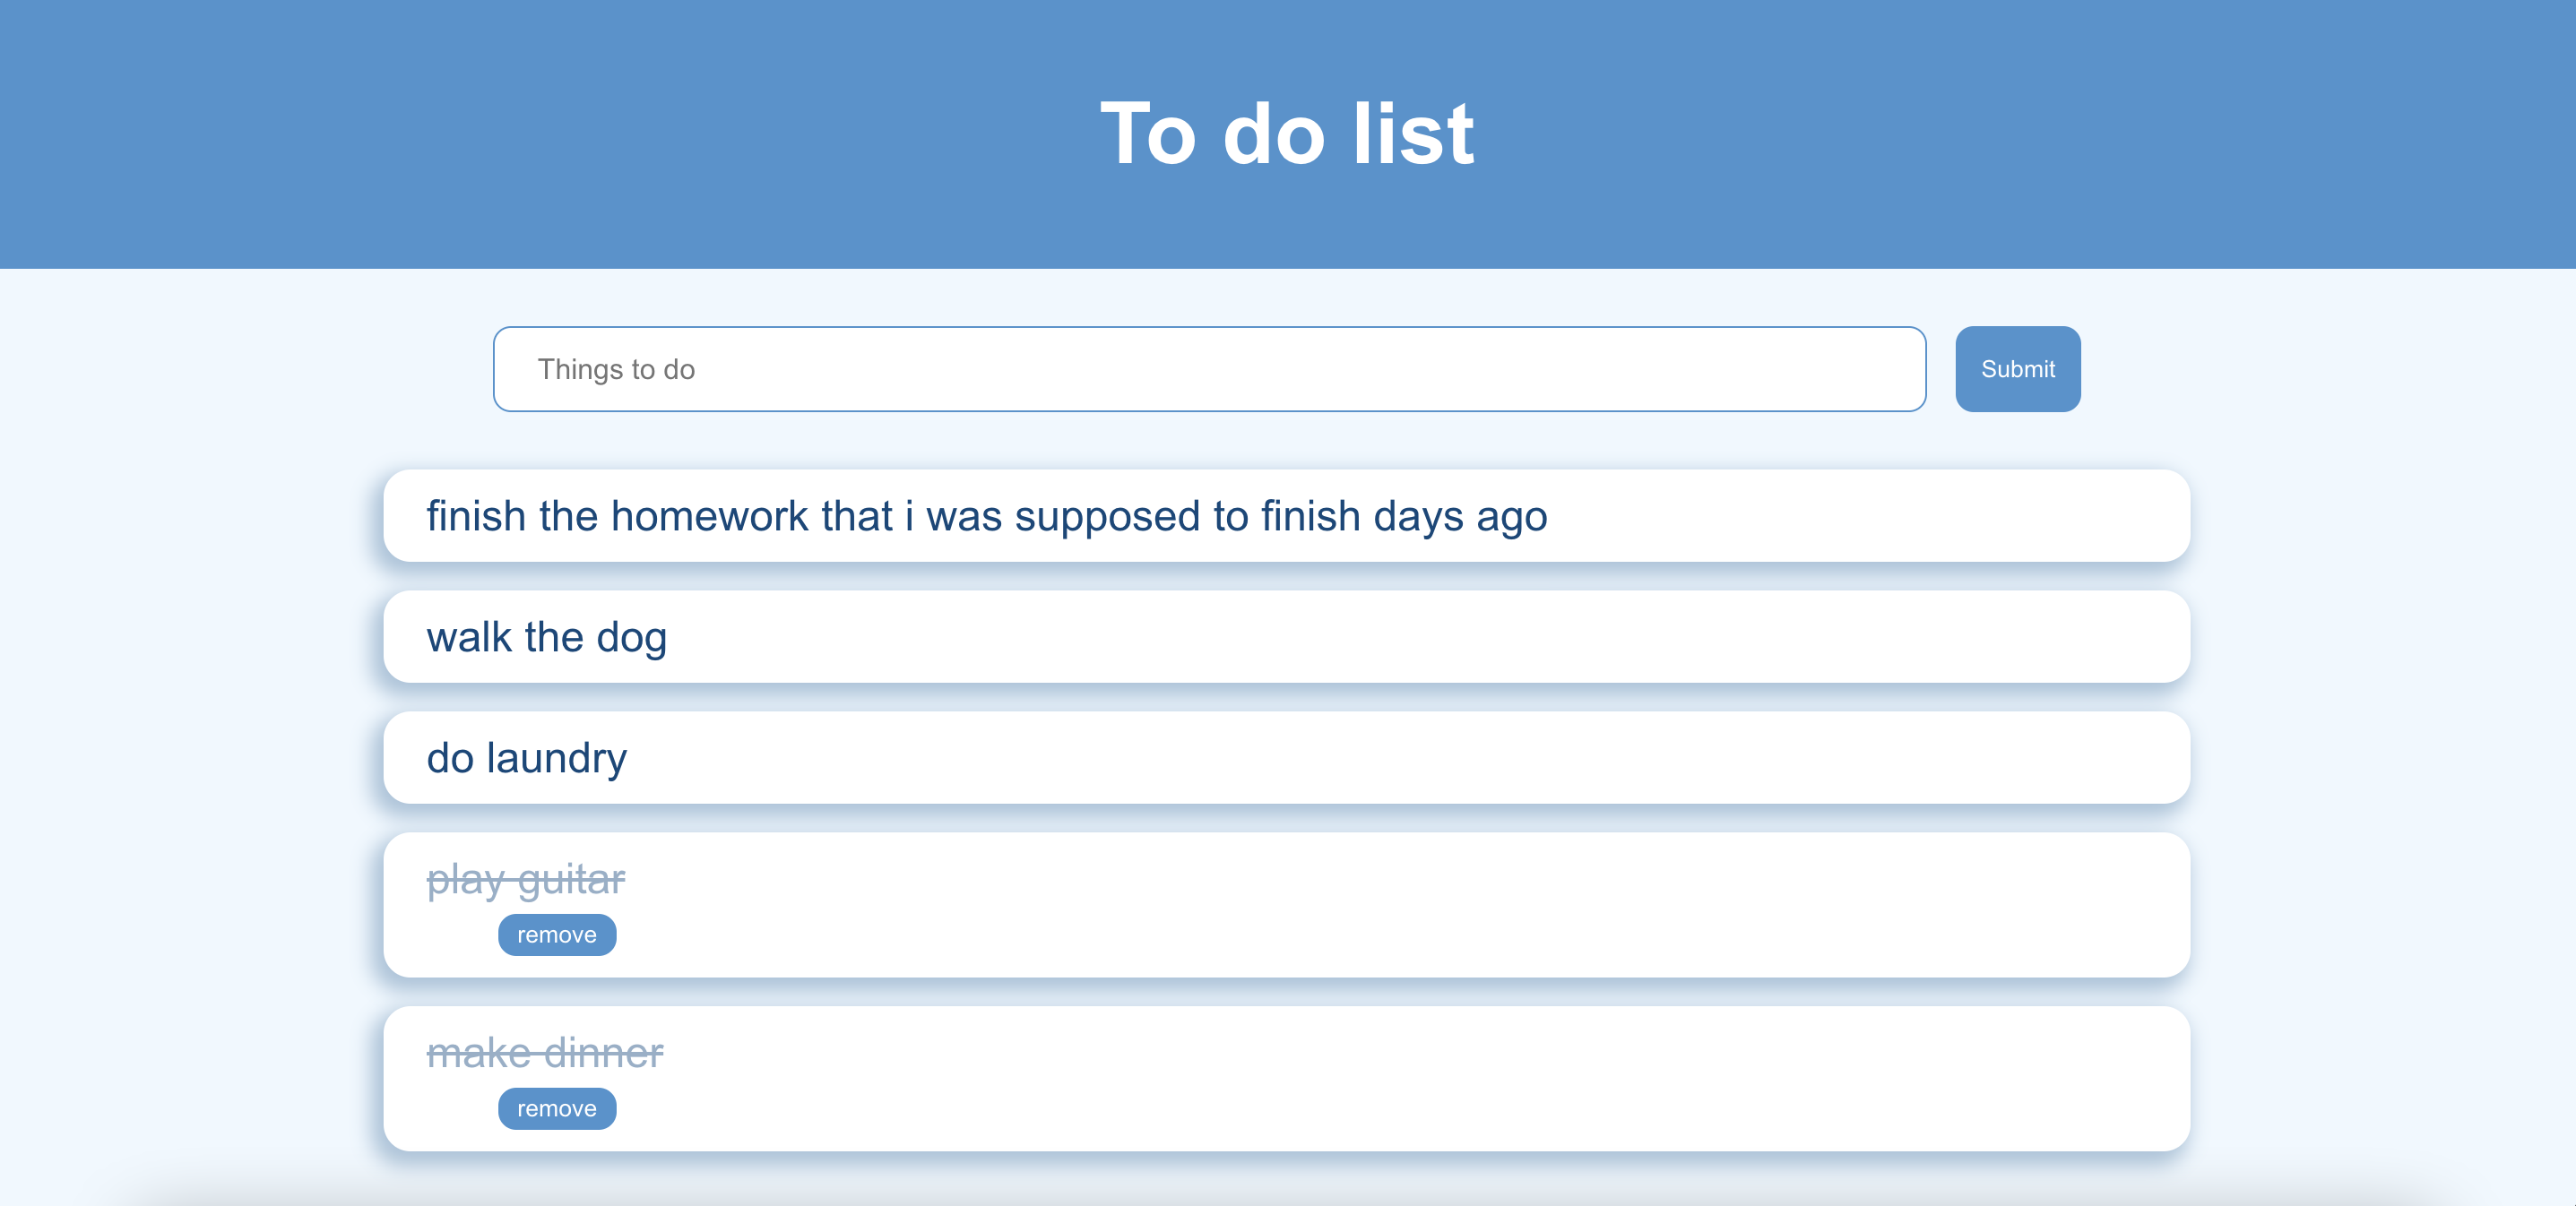 To do list
Things to do
Submit
finish the homework that i was supposed to finish days ago
walk the dog
do laundry
play guitar
remove
make dinner
remove